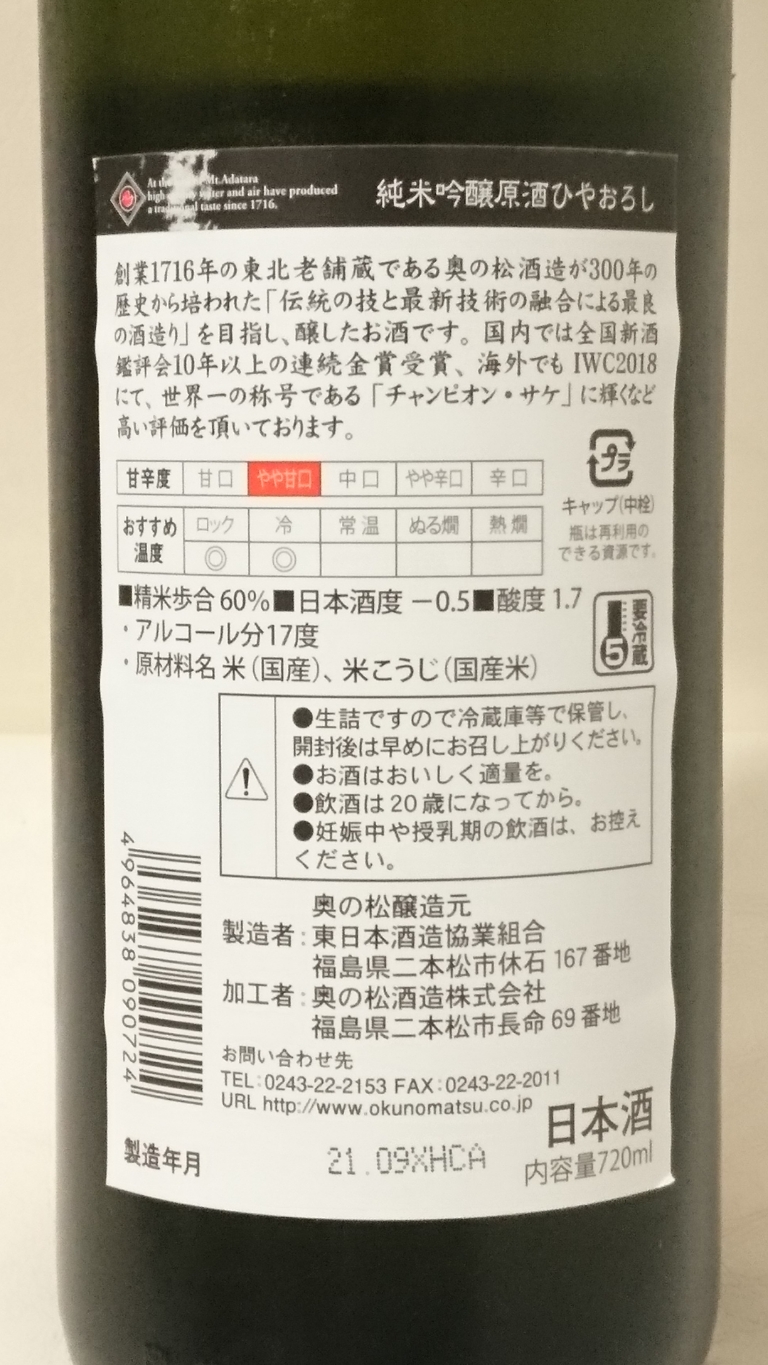 At the Mt.Adatara
high water and air have produced
a traditional taste since 1716.
純米吟醸原酒ひやおろし
創業1716年の東北老舗蔵である奥の松酒造が300年の
歴史から培われた「伝統の技と最新技術の融合による最良
の酒造り」を目指し、醸したお酒です。国内では全国新酒
鑑評会10年以上の連続金賞受賞、海外でも IWC2018
にて、世界一の称号である「チャンピオン・サケ」に輝くなど
高い評価を頂いております。
甘辛度 甘口 やや甘口 中口 やや辛口 辛口
おすすめ温度 ロック 冷 常温 ぬる燗 熱燗
◎ ◎
プラ
キャップ(中栓)
瓶は再利用の
できる資源です。
■精米歩合 60%■日本酒度 －0.5■酸度 1.7
・アルコール分17度
・原材料名 米（国産）、米こうじ（国産米）
要冷蔵
5
●生詰ですので冷蔵庫等で保管し、
開封後は早めにお召し上がりください。
●お酒はおいしく適量を。
●飲酒は20歳になってから。
●妊娠中や授乳期の飲酒は、お控え
ください。
奥の松醸造元
製造者：東日本酒造協業組合
福島県二本松市休石 167 番地
加工者：奥の松酒造株式会社
福島県二本松市長命 69 番地
お問い合わせ先
TEL：0243-22-2153 FAX：0243-22-2011
URL http://www.okunomatsu.co.jp
日本酒
内容量720ml
製造年月
21.09XHCA
4964838090724